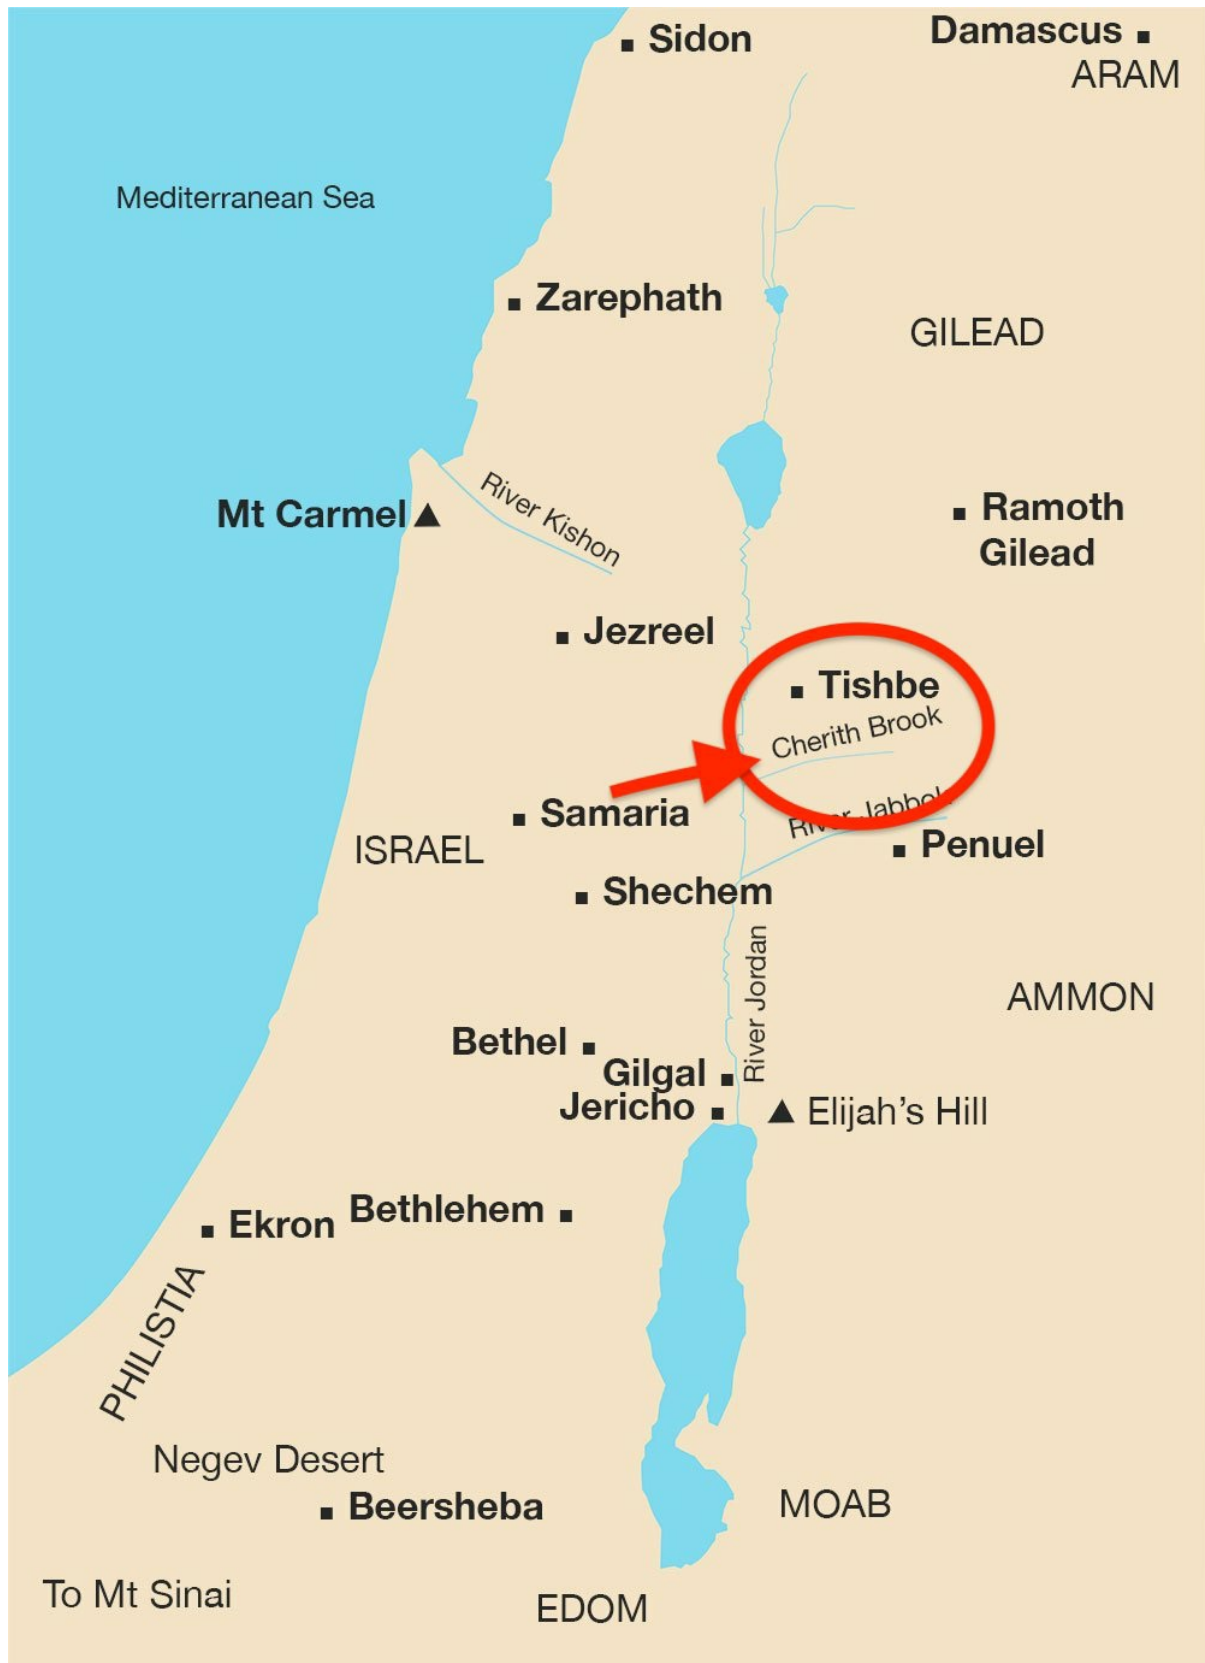 Sidon
Damascus
ARAM
Mediterranean Sea
Zarephath
GILEAD
River Kishon
Mt Carmel
Ramoth
Gilead
Jezreel
Tishbe
Cherith Brook
River Jabbok
Samaria
ISRAEL
Penuel
Shechem
River Jordan
AMMON
Bethel
Gilgal
Jericho
Elijah's Hill
Bethlehem
Ekron
PHILISTIA
Negev Desert
Beersheba
MOAB
To Mt Sinai
EDOM